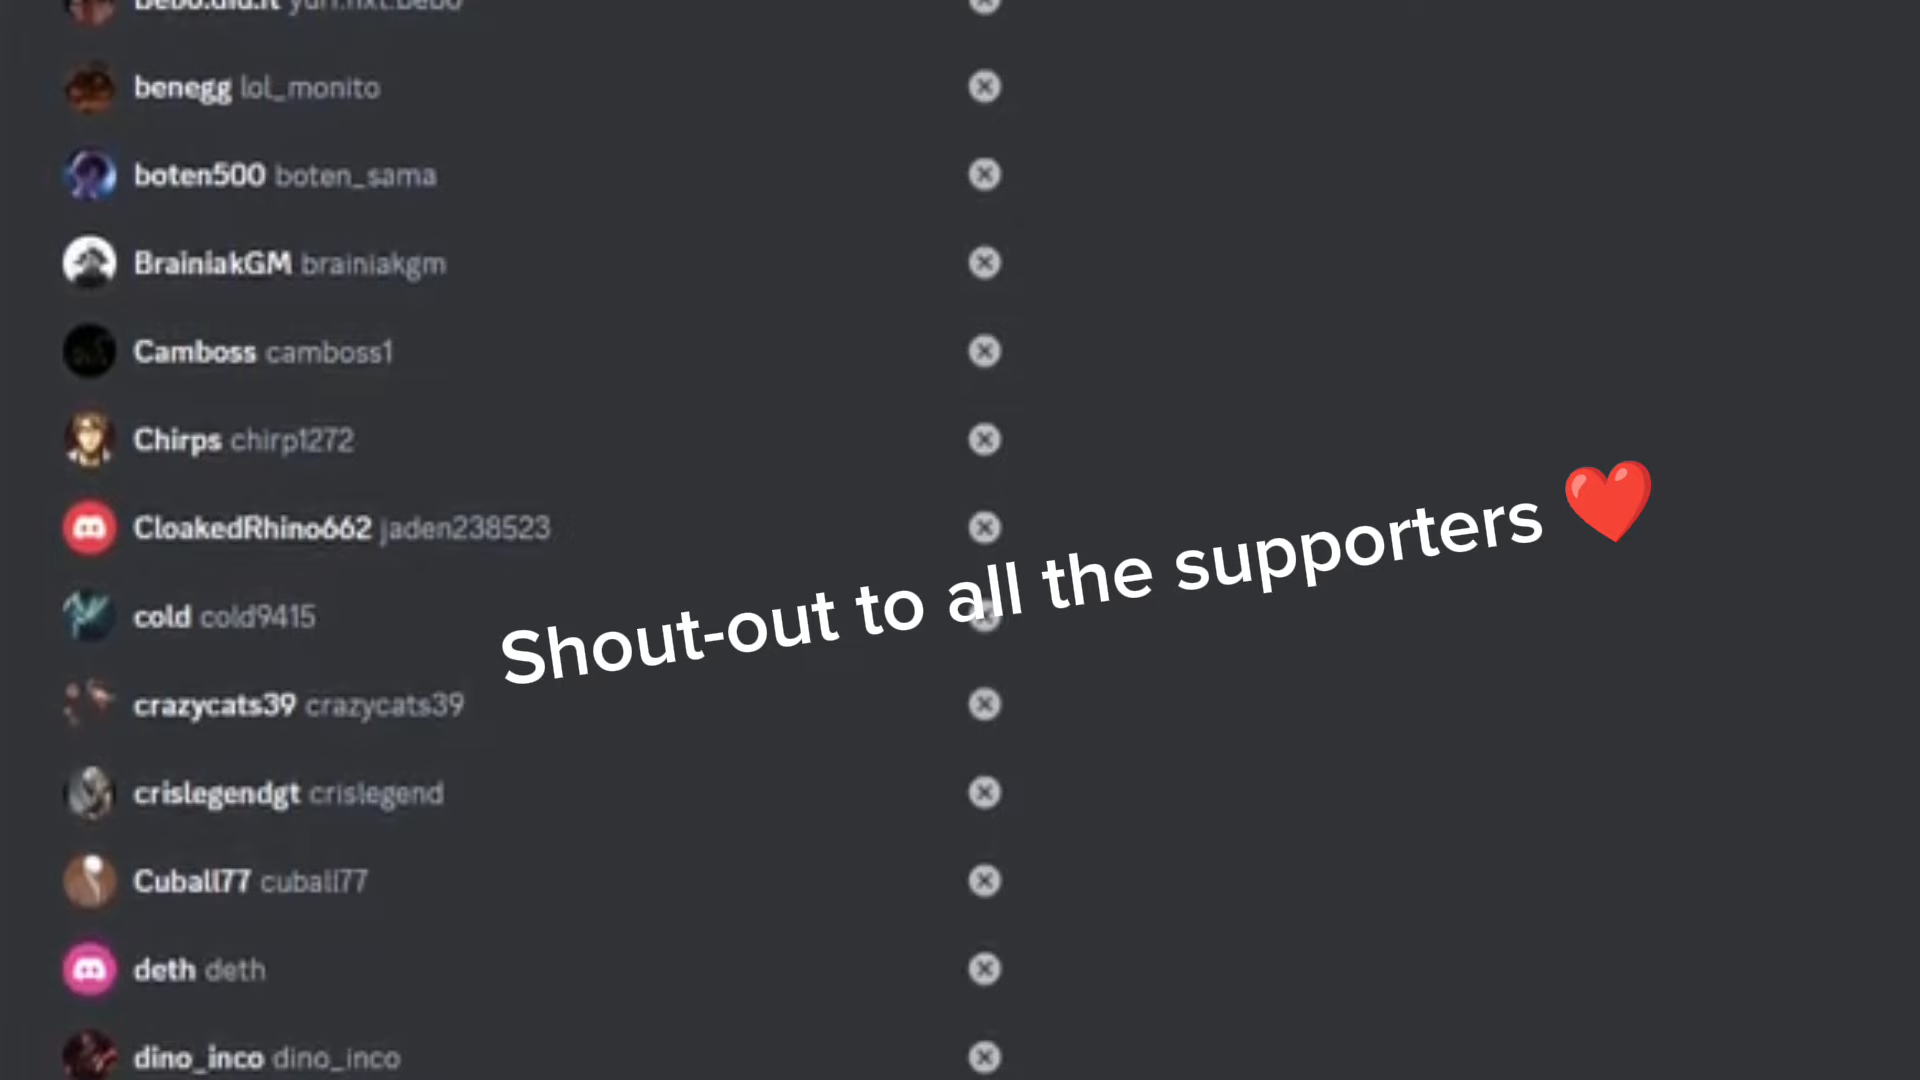 benegg lol_monito
boten500 boten_sama
BrainiakGM brainiakgm
Camboss camboss1
Chirps chirp1272
CloakedRhino662 jaden238523
cold cold9415
Shout-out to all the supporters ❤️
crazycats39 crazycats39
crislegendgt crislegend
Cuball77 cuball77
deth deth
dino_inco dino_inco